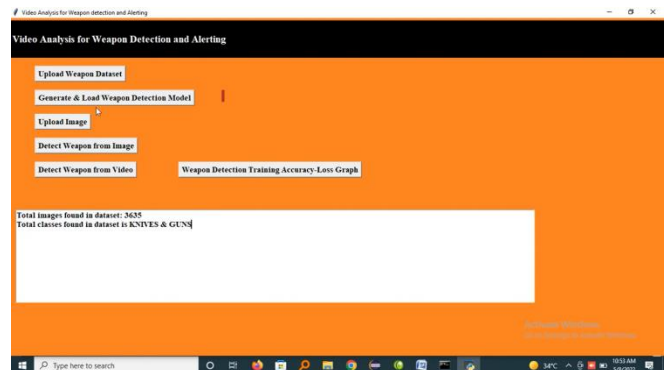 Video Analysis for Weapon detection and Alerting
Video Analysis for Weapon Detection and Alerting
Upload Weapon Dataset
Generate & Load Weapon Detection Model
Upload Image
Detect Weapon from Image
Detect Weapon from Video
Weapon Detection Training Accuracy-Loss Graph
Total images found in dataset: 3635
Total classes found in dataset is KNIVES & GUNS
Activate Windows
Type here to search
34°C
10:53 AM